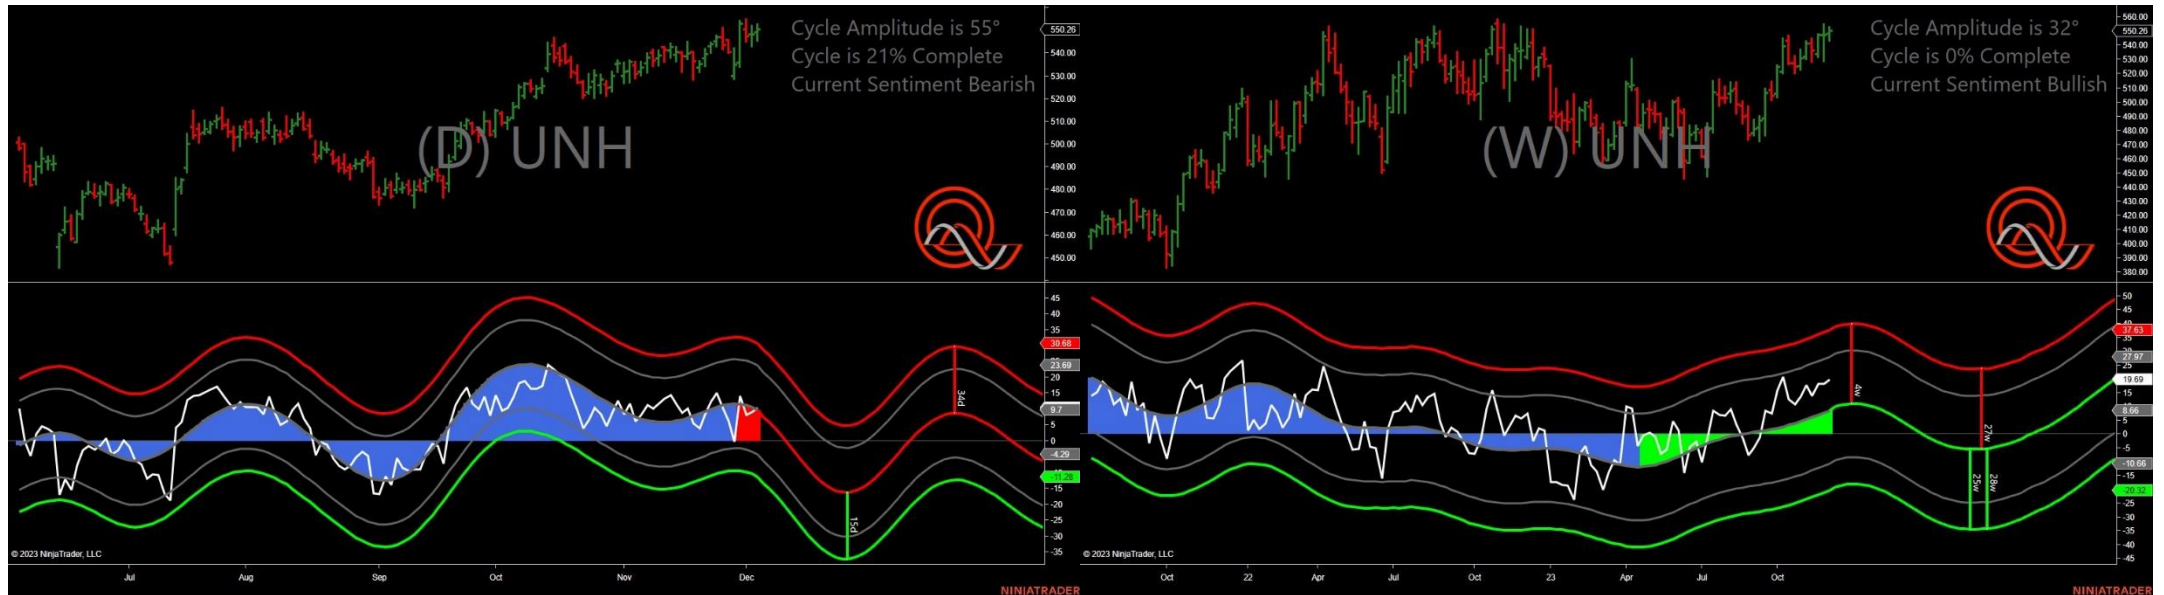 Cycle Amplitude is 55°
Cycle is 21% Complete
Current Sentiment Bearish
(D) UNH
550.26
540.00
530.00
520.00
510.00
500.00
490.00
480.00
470.00
460.00
450.00
45
40
35
30.68
23.69
20
15
9.7
5
0
-4.29
-11.28
-15
-20
-25
-30
-35
34d
15d
© 2023 NinjaTrader, LLC
Jul
Aug
Sep
Oct
Nov
Dec
NINJATRADER
Cycle Amplitude is 32°
Cycle is 0% Complete
Current Sentiment Bullish
(W) UNH
560.00
550.26
540.00
530.00
520.00
510.00
500.00
490.00
480.00
470.00
460.00
450.00
440.00
430.00
420.00
410.00
400.00
390.00
380.00
50
45
37.63
27.97
25
19.69
15
8.66
5
0
-5
-10.66
-15
-20.32
-25
-30
-35
-40
-45
4w
27w
25w
28w
© 2023 NinjaTrader, LLC
Oct
22
Apr
Jul
Oct
23
Apr
Jul
Oct
NINJATRADER